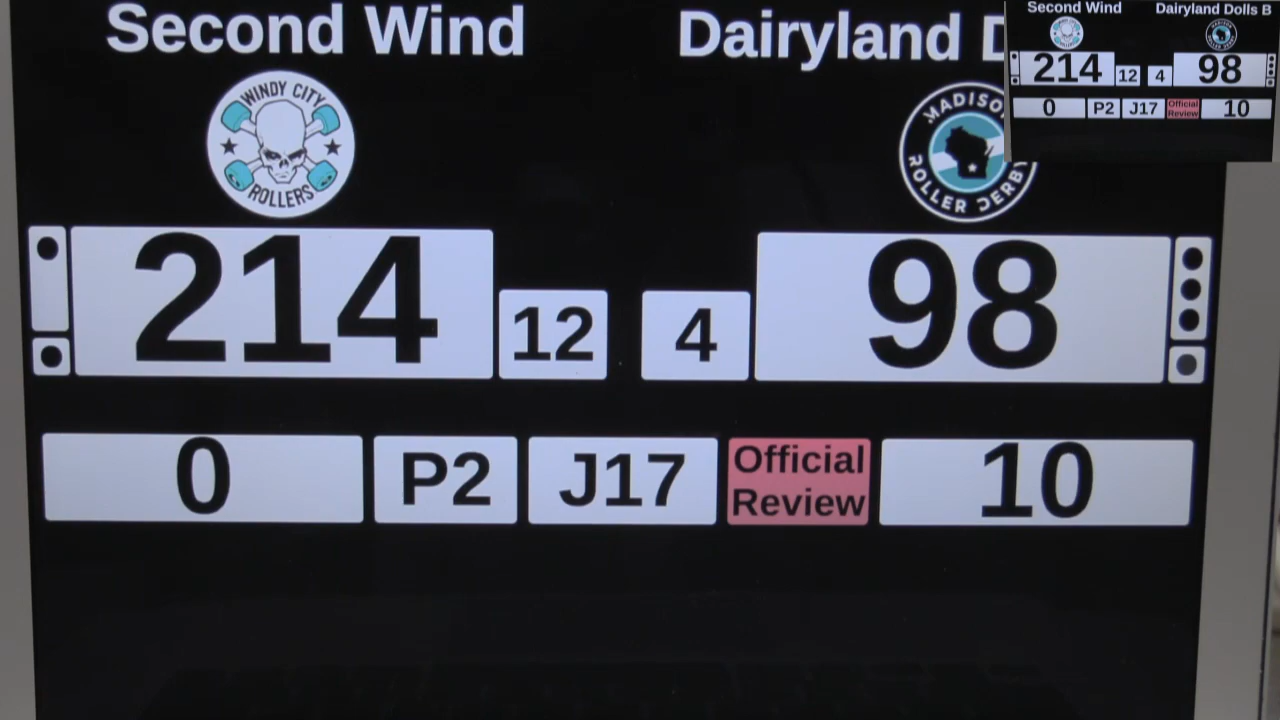 Second Wind
Dairyland D
WINDY CITY
ROLLERS
MADISO
ROLLER DERBY
214
12
4
98
0
P2
J17
Official
Review
10
Second Wind
Dairyland Dolls B
214
12
4
98
0
P2
J17
Official
Review
10